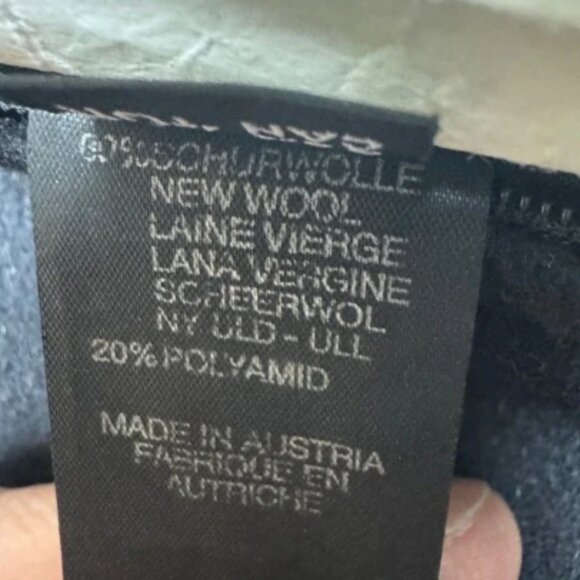 SCHURWOLLE
NEW WOOL
LAINE VIERGE
LANA VERGINE
SCHEERWOL
NY ULD - ULL
20% POLYAMID
MADE IN AUSTRIA
FABRIQUE EN
AUTRICHE